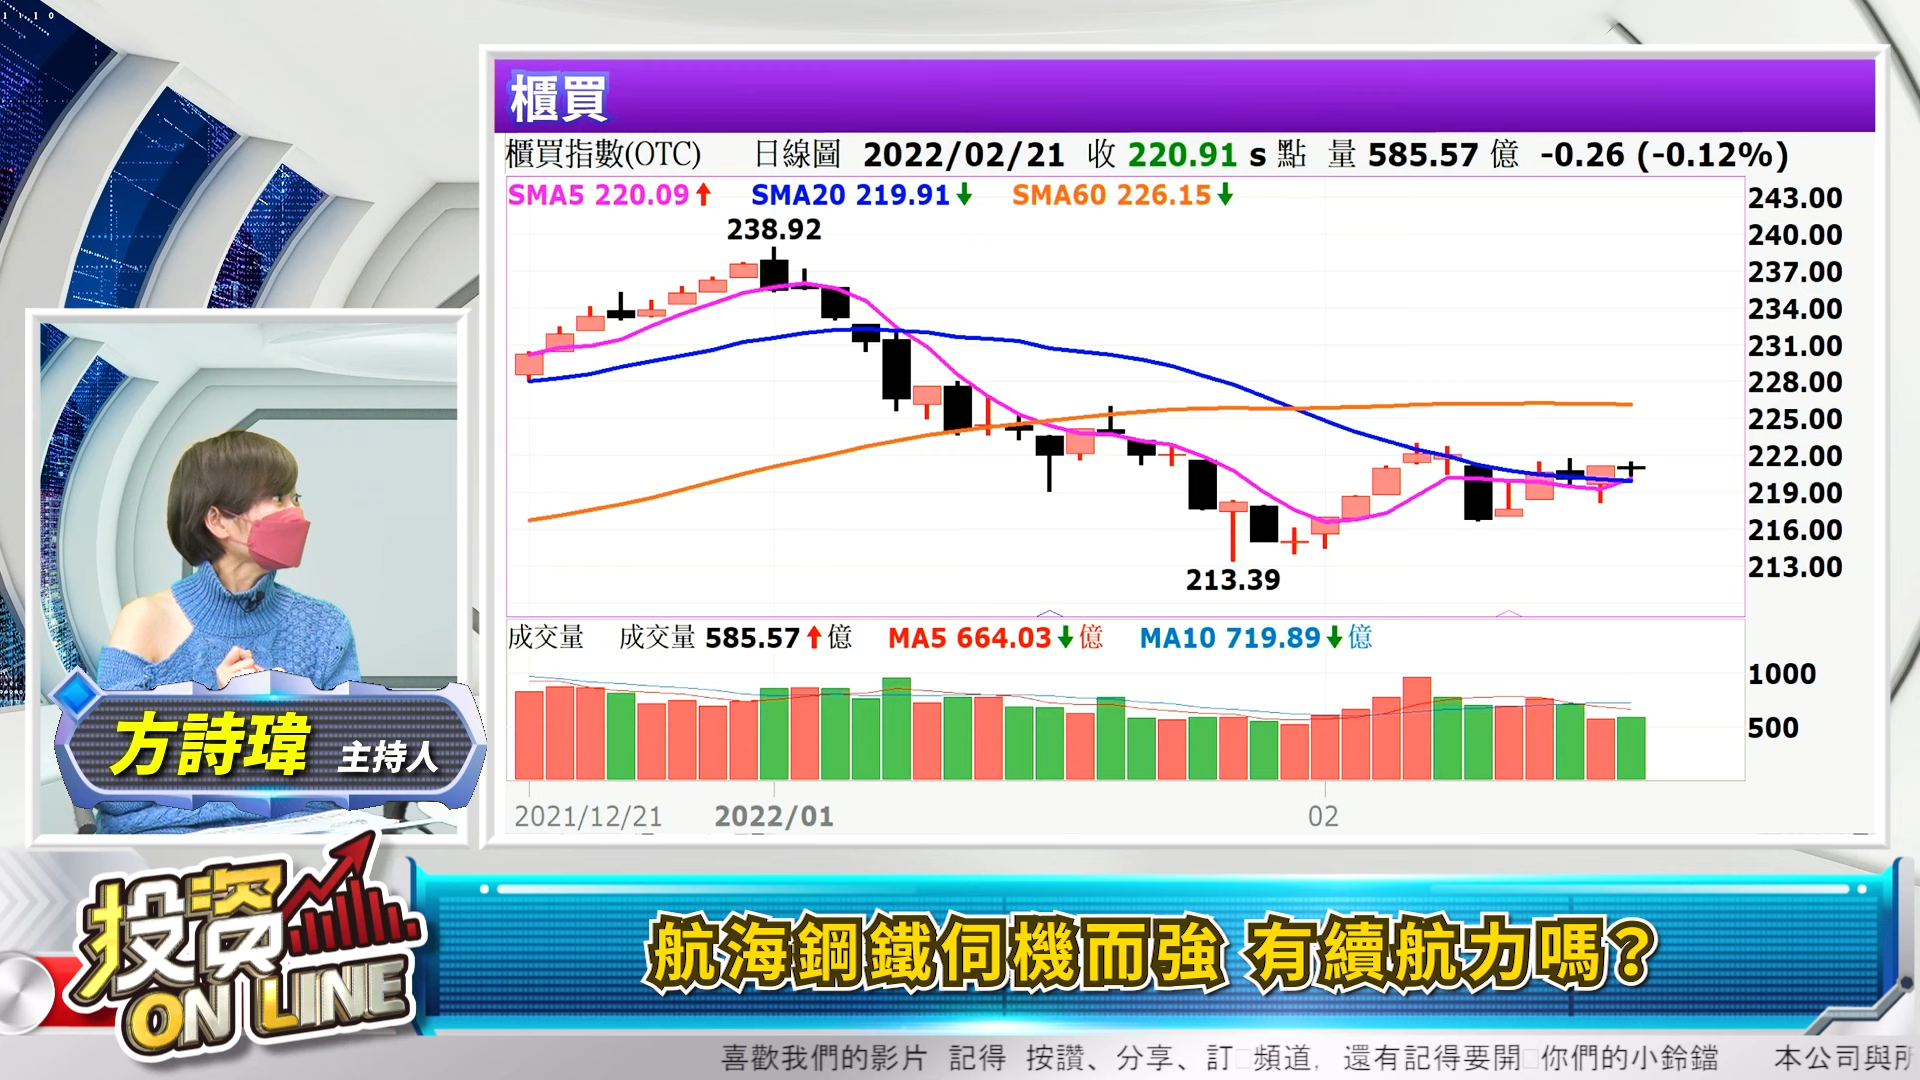 1 1 1 0
櫃買
櫃買指數(OTC) 日線圖 2022/02/21 收 220.91 s 點 量 585.57 億 -0.26 (-0.12%)
SMA5 220.09↑ SMA20 219.91↓ SMA60 226.15↓
243.00
238.92
240.00
237.00
234.00
231.00
228.00
225.00
222.00
219.00
216.00
213.00
213.39
成交量 成交量 585.57↑億 MA5 664.03↓億 MA10 719.89↓億
1000
500
2021/12/21 2022/01 02
方詩瑋 主持人
投資
ON LINE
航海鋼鐵伺機而強 有續航力嗎?
喜歡我們的影片 記得 按讚、分享、訂□頻道, 還有記得要開□你們的小鈴鐺 本公司與所